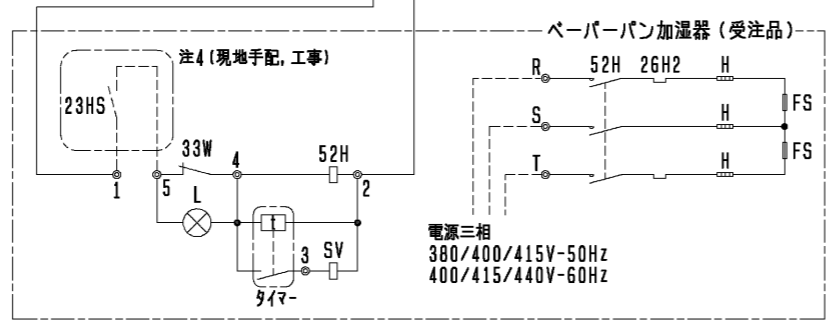 ペーパーパン加湿器(受注品)
注4(現地手配,工事)
23HS
33W
4
52H
1
5
2
L
t
3
SV
タイマー
R
52H
26H2
H
FS
S
H
FS
T
H
電源三相
380/400/415V-50Hz
400/415/440V-60Hz